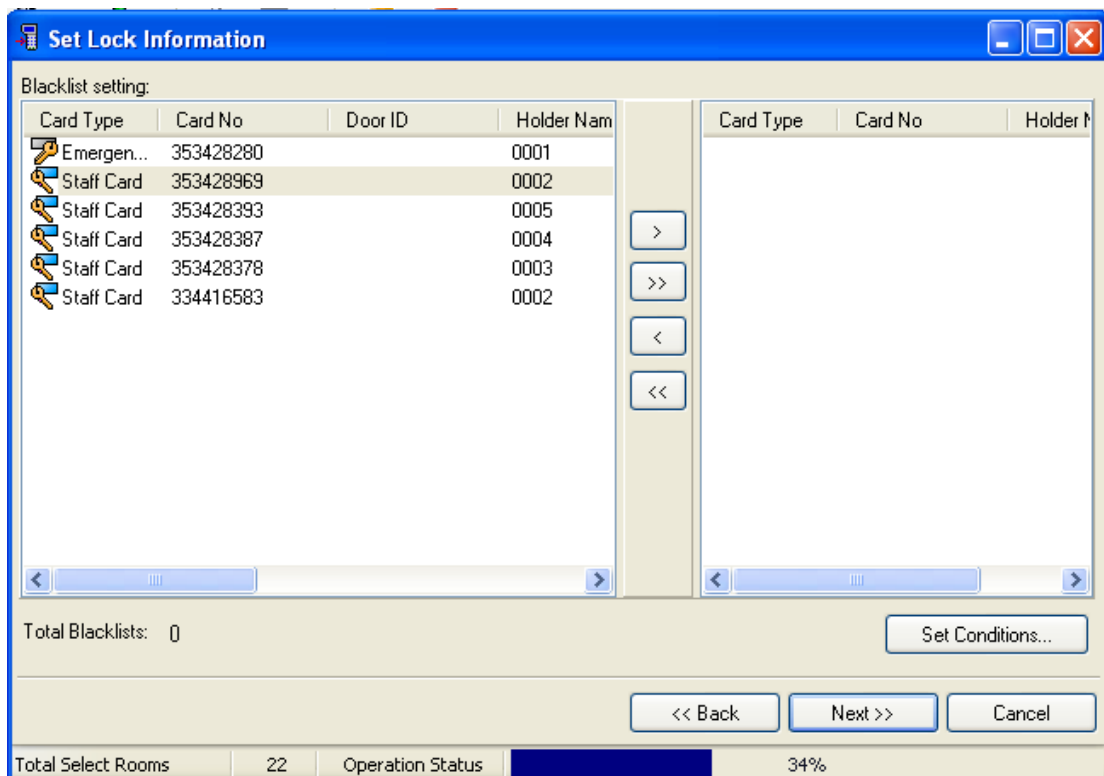 Set Lock Information
Blacklist setting:
Card Type Card No Door ID Holder Nam
Emergen... 353428280 0001
Staff Card 353428969 0002
Staff Card 353428393 0005
Staff Card 353428387 0004
Staff Card 353428378 0003
Staff Card 334416583 0002
>
>>
<
<<
Card Type Card No Holder N
Total Blacklists: 0
Set Conditions...
<< Back Next >> Cancel
Total Select Rooms 22 Operation Status 34%